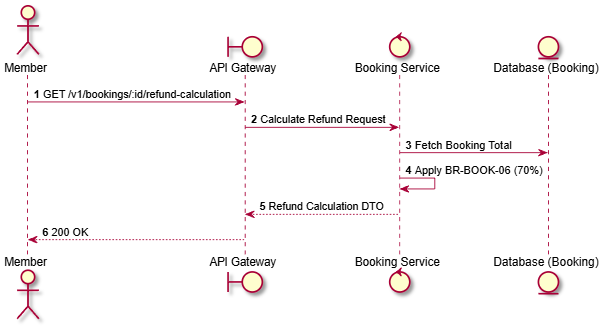 Member
API Gateway
Booking Service
Database (Booking)
1 GET /v1/bookings/:id/refund-calculation
2 Calculate Refund Request
3 Fetch Booking Total
4 Apply BR-BOOK-06 (70%)
5 Refund Calculation DTO
6 200 OK
Member
API Gateway
Booking Service
Database (Booking)